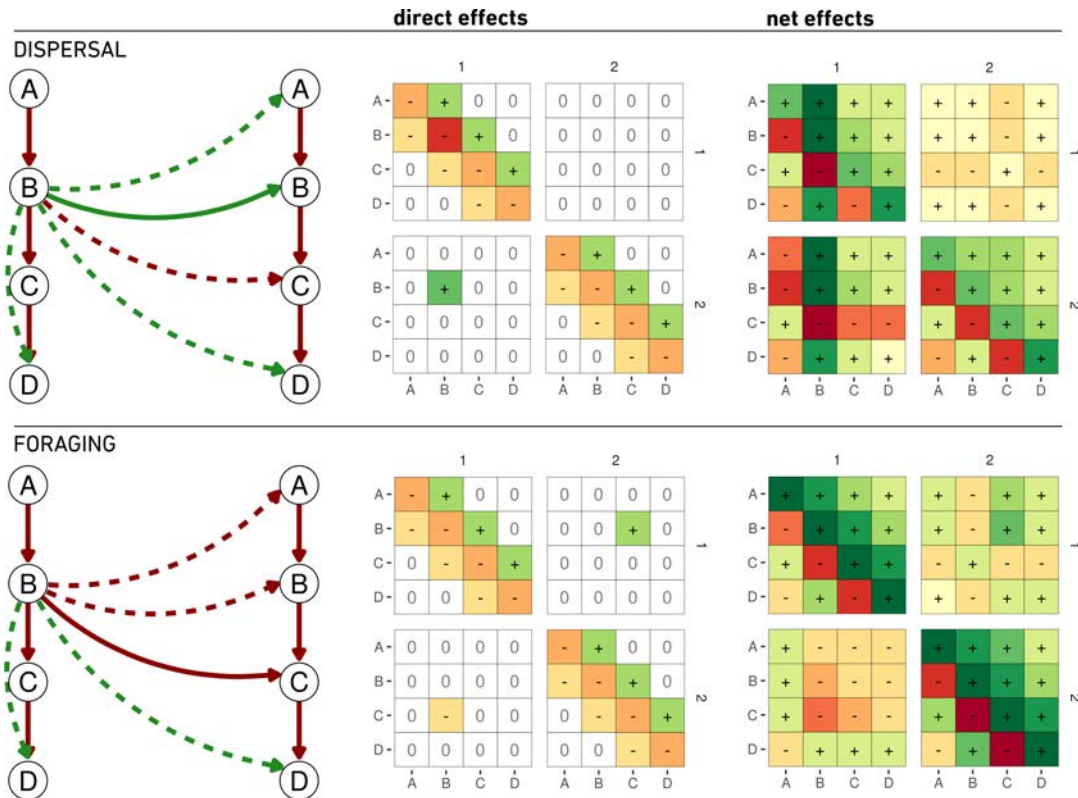 direct effects net effects
DISPERSAL
1 2 1 2
A A
B B
C C
D D
A - + 0 0 0 0 0 0
B - - + 0 0 0 0 0
C 0 - - + 0 0 0 0
D 0 0 - - 0 0 0 0
1
A 0 0 0 0 - + 0 0
B 0 + 0 0 - - + 0
C 0 0 0 0 0 - - +
D 0 0 0 0 0 0 - -
2
A B C D A B C D
A + + + + + + - +
B - + + + + + - +
C + - + + - - + -
D - + - + + + - +
1
A - + + + + + + +
B - + + + - + + +
C + - - - + - + +
D - + + + - + - +
2
A B C D A B C D
FORAGING
1 2 1 2
A A
B B
C C
D D
A - + 0 0 0 0 0 0
B - - + 0 0 0 + 0
C 0 - - + 0 0 0 0
D 0 0 - - 0 0 0 0
1
A 0 0 0 0 - + 0 0
B 0 0 0 0 - - + 0
C 0 - 0 0 0 - - +
D 0 0 0 0 0 0 - -
2
A B C D A B C D
A + + + + + - + +
B - + + + + - + +
C + - + + - + - -
D - + - + + - + +
1
A + - - - + + + +
B + - - - - + + +
C + - - - + - + +
D - + + + - + - +
2
A B C D A B C D